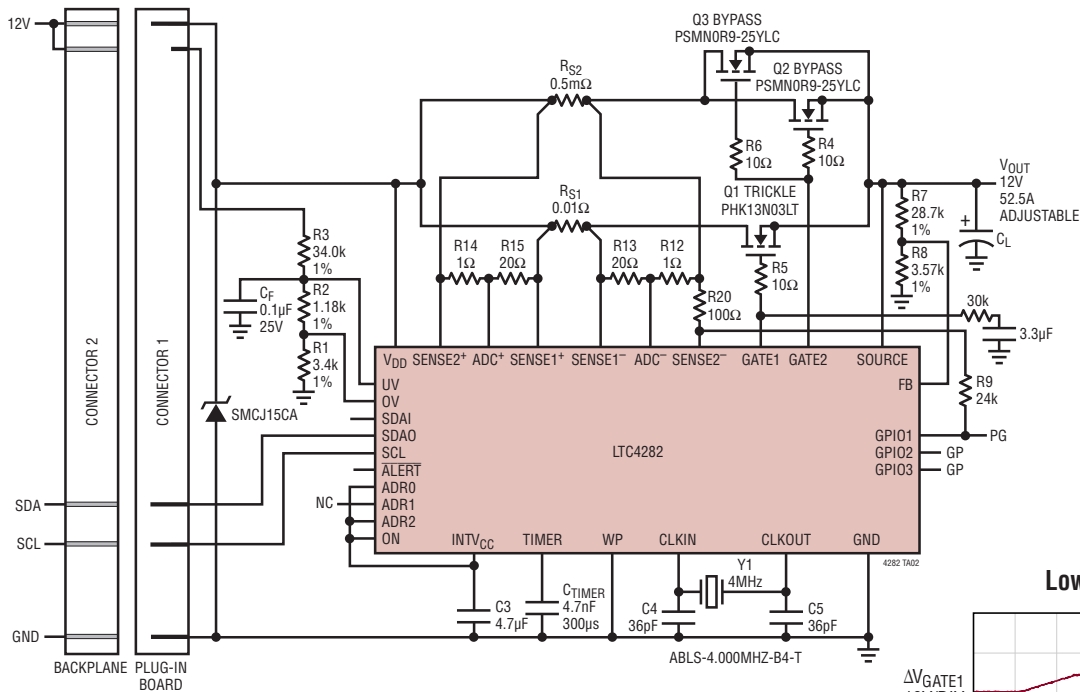 12V
Q3 BYPASS
PSMN0R9-25YLC
Q2 BYPASS
PSMN0R9-25YLC
RS2
0.5mΩ
R6
10Ω
R4
10Ω
RS1
0.01Ω
Q1 TRICKLE
PHK13N03LT
VOUT
12V
52.5A
ADJUSTABLE
R7
28.7k
1%
+
CL
R8
3.57k
1%
R3
34.0k
1%
R14
1Ω
R15
20Ω
R13
20Ω
R12
1Ω
R5
10Ω
R20
100Ω
30k
3.3µF
CF
0.1µF
25V
R2
1.18k
1%
R1
3.4k
1%
CONNECTOR 2
CONNECTOR 1
SMCJ15CA
VDD
SENSE2+
ADC+
SENSE1+
SENSE1−
ADC−
SENSE2−
GATE1
GATE2
SOURCE
UV
OV
SDAI
SDAO
SCL
ALERT
ADR0
ADR1
ADR2
ON
NC
LTC4282
FB
R9
24k
GPIO1
PG
GPIO2
GP
GPIO3
GP
INTVCC
TIMER
WP
CLKIN
CLKOUT
GND
4282 TA02
SDA
SCL
GND
C3
4.7µF
CTIMER
4.7nF
300µs
C4
36pF
Y1
4MHz
C5
36pF
ABLS-4.000MHZ-B4-T
BACKPLANE
PLUG-IN
BOARD
Low
ΔVGATE1